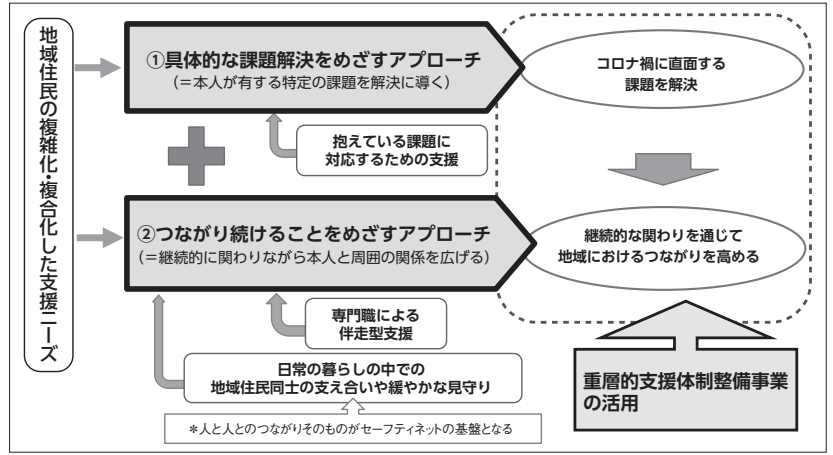 地域住民の複雑化・複合化した支援ニーズ
①具体的な課題解決をめざすアプローチ
(＝本人が有する特定の課題を解決に導く)
コロナ禍に直面する
課題を解決
抱えている課題に
対応するための支援
②つながり続けることをめざすアプローチ
(＝継続的に関わりながら本人と周囲の関係を広げる)
継続的な関わりを通じて
地域におけるつながりを高める
専門職による
伴走型支援
日常の暮らしの中での
地域住民同士の支え合いや緩やかな見守り
＊人と人とのつながりそのものがセーフティネットの基盤となる
重層的支援体制整備事業
の活用